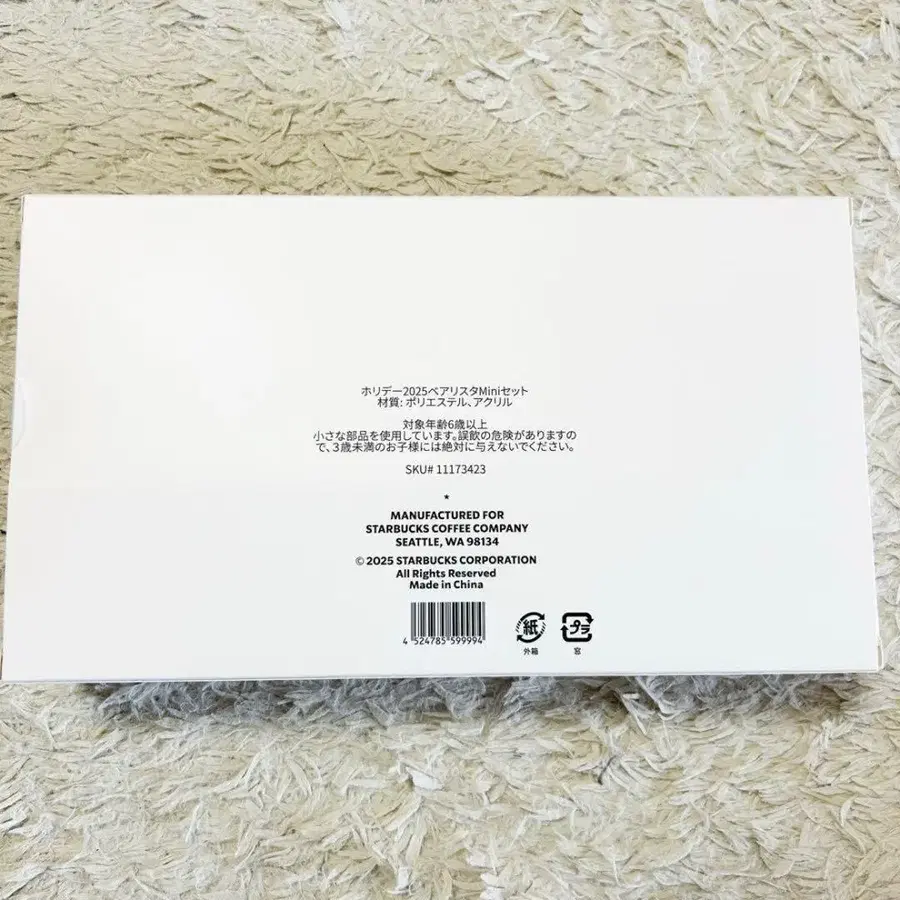 ホリデー2025ベアリスタMiniセット
材質: ポリエステル、アクリル
対象年齢6歳以上
小さな部品を使用しています。誤飲の危険がありますの
で、３歳未満のお子様には絶対に与えないでください。
SKU# 11173423
*
MANUFACTURED FOR
STARBUCKS COFFEE COMPANY
SEATTLE, WA 98134
© 2025 STARBUCKS CORPORATION
All Rights Reserved
Made in China
4 524785 599994
紙
外箱
プラ
窓